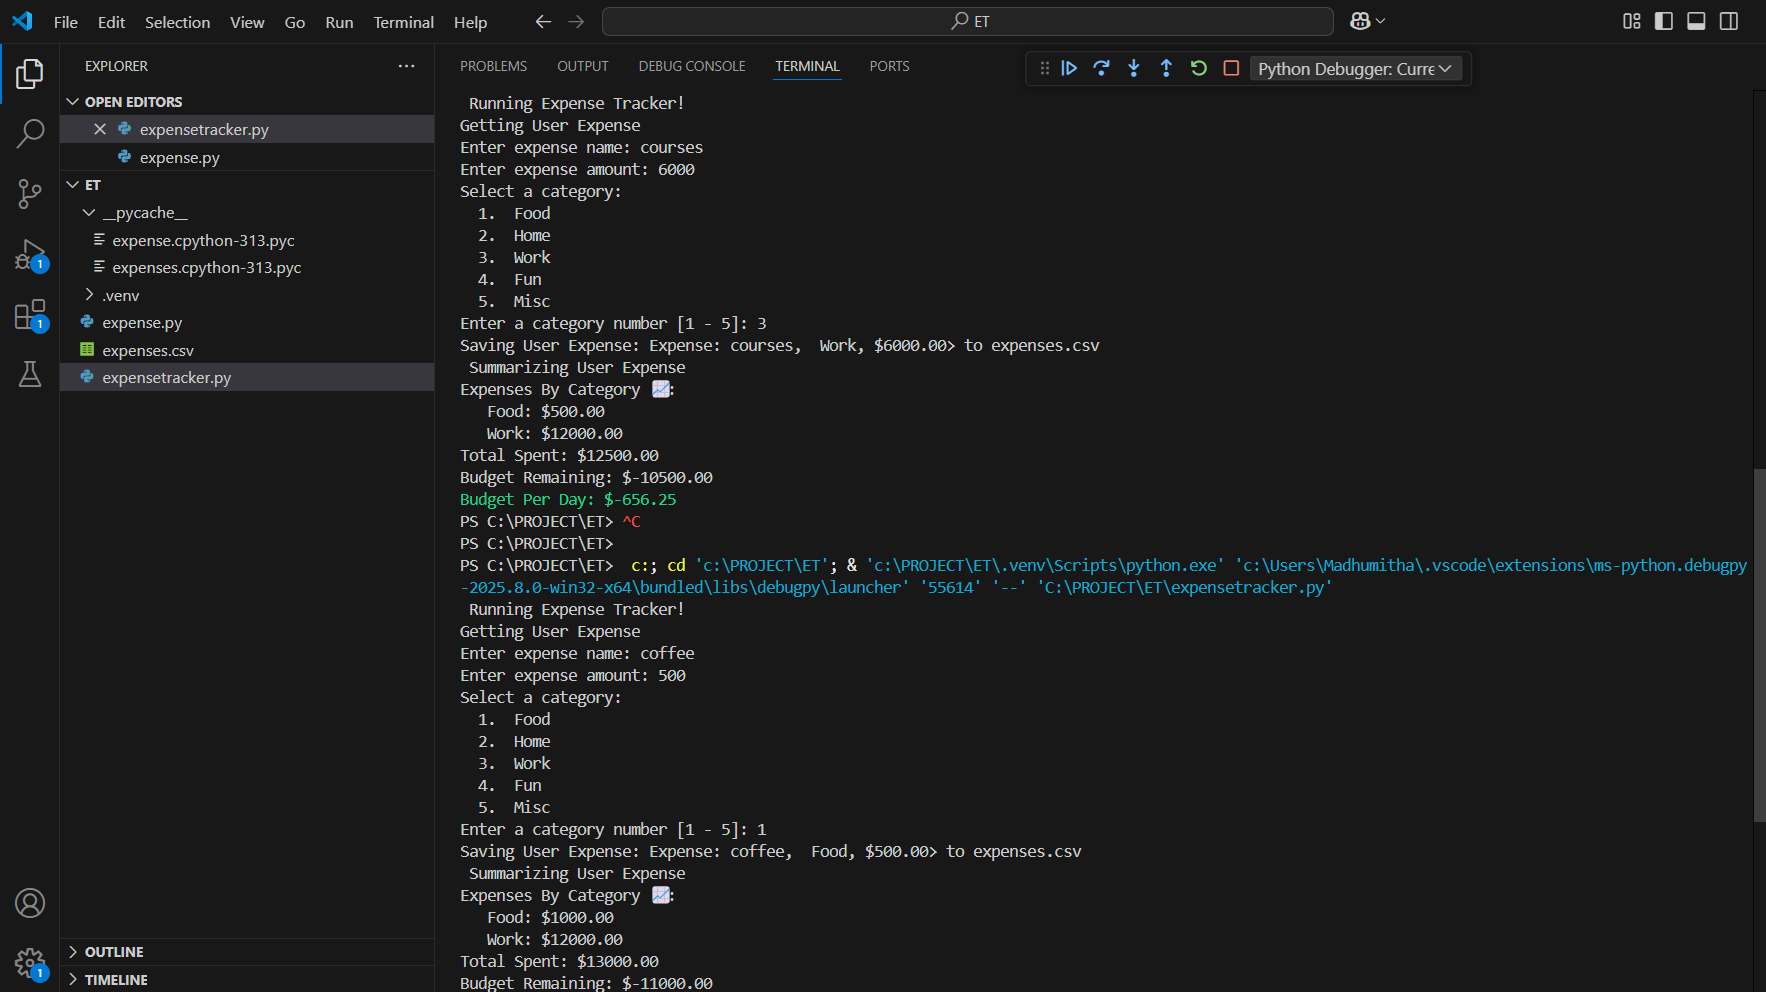 File Edit Selection View Go Run Terminal Help
ET
EXPLORER
OPEN EDITORS
expensetracker.py
expense.py
ET
__pycache__
expense.cpython-313.pyc
expenses.cpython-313.pyc
.venv
expense.py
expenses.csv
expensetracker.py
OUTLINE
TIMELINE
1
1
1
PROBLEMS OUTPUT DEBUG CONSOLE TERMINAL PORTS
Python Debugger: Curre
Running Expense Tracker!
Getting User Expense
Enter expense name: courses
Enter expense amount: 6000
Select a category:
1. Food
2. Home
3. Work
4. Fun
5. Misc
Enter a category number [1 - 5]: 3
Saving User Expense: Expense: courses, Work, $6000.00> to expenses.csv
Summarizing User Expense
Expenses By Category 📈:
Food: $500.00
Work: $12000.00
Total Spent: $12500.00
Budget Remaining: $-10500.00
Budget Per Day: $-656.25
PS C:\PROJECT\ET> ^C
PS C:\PROJECT\ET>
PS C:\PROJECT\ET> c:; cd 'c:\PROJECT\ET'; & 'c:\PROJECT\ET\.venv\Scripts\python.exe' 'c:\Users\Madhumitha\.vscode\extensions\ms-python.debugpy
-2025.8.0-win32-x64\bundled\libs\debugpy\launcher' '55614' '--' 'C:\PROJECT\ET\expensetracker.py'
Running Expense Tracker!
Getting User Expense
Enter expense name: coffee
Enter expense amount: 500
Select a category:
1. Food
2. Home
3. Work
4. Fun
5. Misc
Enter a category number [1 - 5]: 1
Saving User Expense: Expense: coffee, Food, $500.00> to expenses.csv
Summarizing User Expense
Expenses By Category 📈:
Food: $1000.00
Work: $12000.00
Total Spent: $13000.00
Budget Remaining: $-11000.00